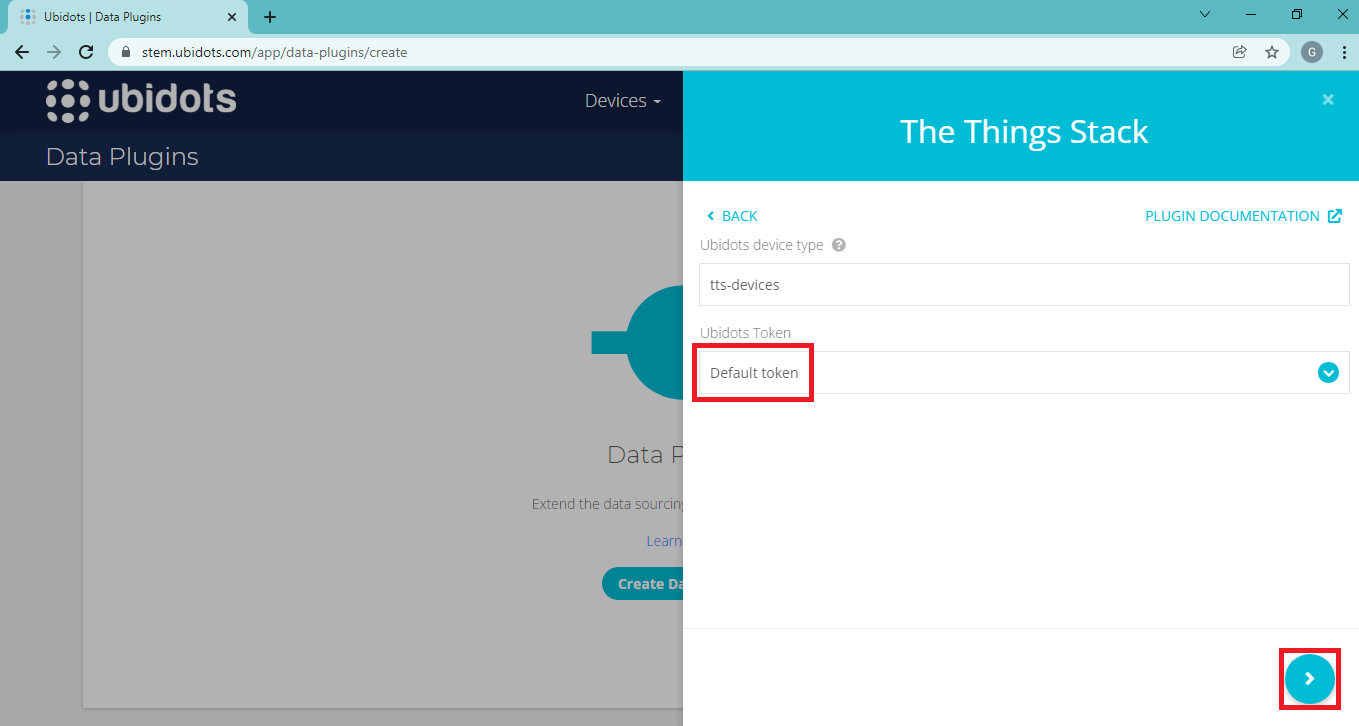 Ubidots | Data Plugins
stem.ubidots.com/app/data-plugins/create
G
ubidots
Devices
Data Plugins
The Things Stack
BACK
PLUGIN DOCUMENTATION
Ubidots device type
?
tts-devices
Ubidots Token
Default token
Data P
Extend the data sourcing
Learn
Create Da